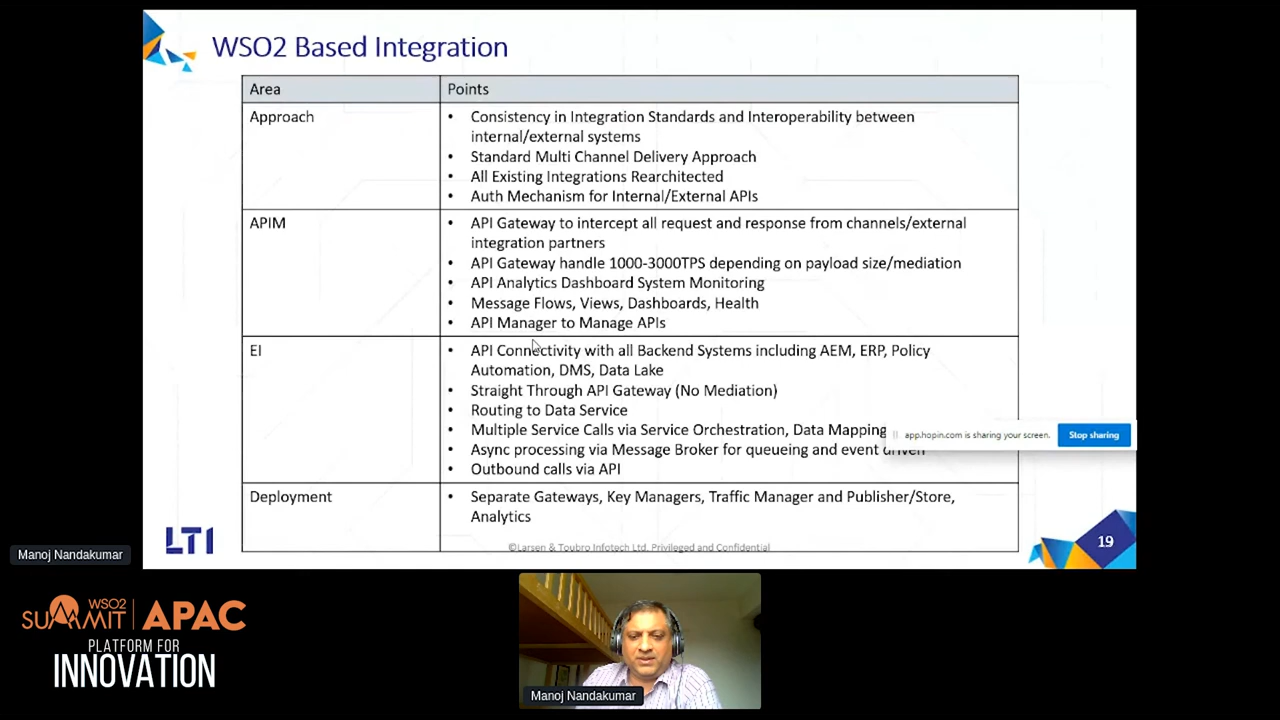 WSO2 Based Integration
Area
Points
Approach
• Consistency in Integration Standards and Interoperability between
internal/external systems
• Standard Multi Channel Delivery Approach
• All Existing Integrations Rearchitected
• Auth Mechanism for Internal/External APIs
APIM
• API Gateway to intercept all request and response from channels/external
integration partners
• API Gateway handle 1000-3000TPS depending on payload size/mediation
• API Analytics Dashboard System Monitoring
• Message Flows, Views, Dashboards, Health
• API Manager to Manage APIs
EI
• API Connectivity with all Backend Systems including AEM, ERP, Policy
Automation, DMS, Data Lake
• Straight Through API Gateway (No Mediation)
• Routing to Data Service
• Multiple Service Calls via Service Orchestration, Data Mapping
• Async processing via Message Broker for queueing and event driven
• Outbound calls via API
Deployment
• Separate Gateways, Key Managers, Traffic Manager and Publisher/Store,
Analytics
app.hopin.com is sharing your screen.
Stop sharing
LTI
©Larsen & Toubro Infotech Ltd. Privileged and Confidential
19
Manoj Nandakumar
WSO2
SUMMIT
APAC
PLATFORM FOR
INNOVATION
Manoj Nandakumar